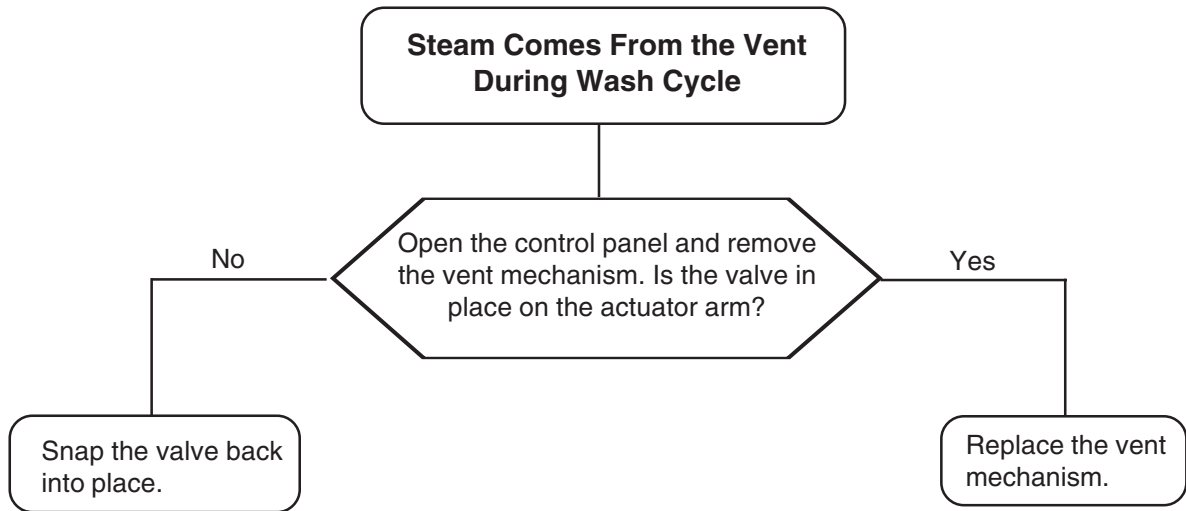 Steam Comes From the Vent
During Wash Cycle
Open the control panel and remove
the vent mechanism. Is the valve in
place on the actuator arm?
No
Yes
Snap the valve back
into place.
Replace the vent
mechanism.